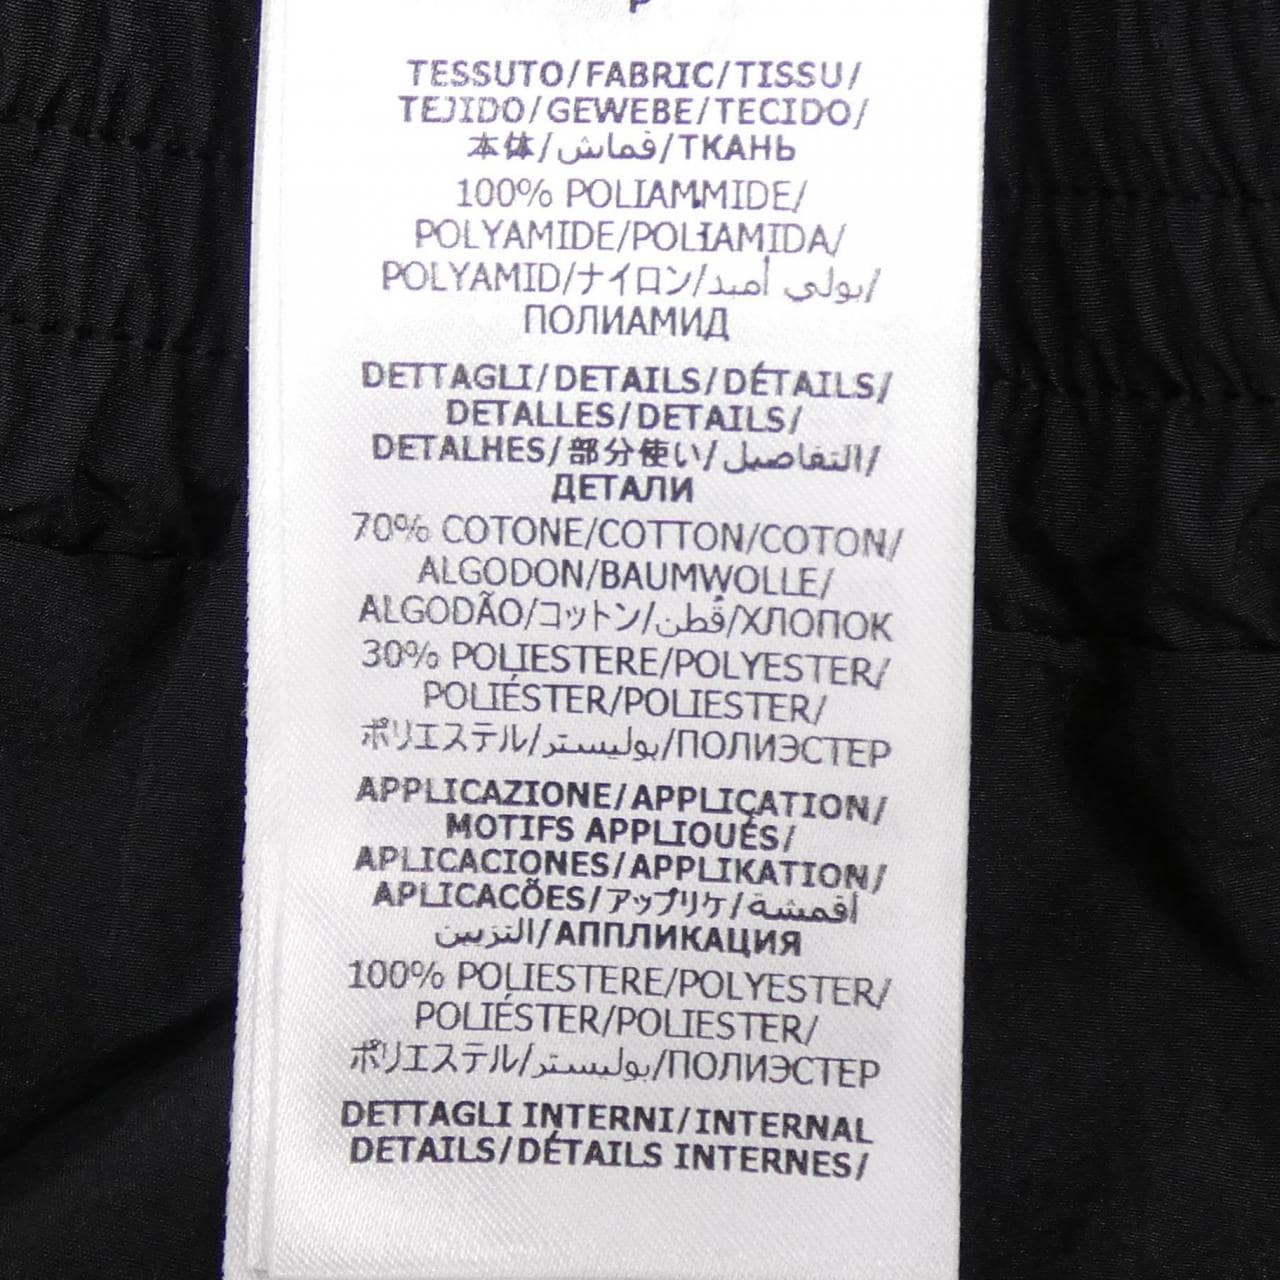 TESSUTO/FABRIC/TISSU/
TEJIDO/GEWEBE/TECIDO/
本体/قماش/ТКАНЬ
100% POLIAMMIDE/
POLYAMIDE/POLIAMIDA/
POLYAMID/ナイロン/بولي أميد/
ПОЛИАМИД
DETTAGLI/DETAILS/DÉTAILS/
DETALLES/DETAILS/
DETALHES/部分使い/التفاصيل/
ДЕТАЛИ
70% COTONE/COTTON/COTON/
ALGODON/BAUMWOLLE/
ALGODÃO/コットン/قطن/ХЛОПОК
30% POLIESTERE/POLYESTER/
POLIÉSTER/POLIESTER/
ポリエステル/بوليستر/ПОЛИЭСТЕР
APPLICAZIONE/APPLICATION/
MOTIFS APPLIQUÉS/
APLICACIONES/APPLIKATION/
APLICACÕES/アップリケ/أقمشة
التزيين/АППЛИКАЦИЯ
100% POLIESTERE/POLYESTER/
POLIÉSTER/POLIESTER/
ポリエステル/بوليستر/ПОЛИЭСТЕР
DETTAGLI INTERNI/INTERNAL
DETAILS/DÉTAILS INTERNES/